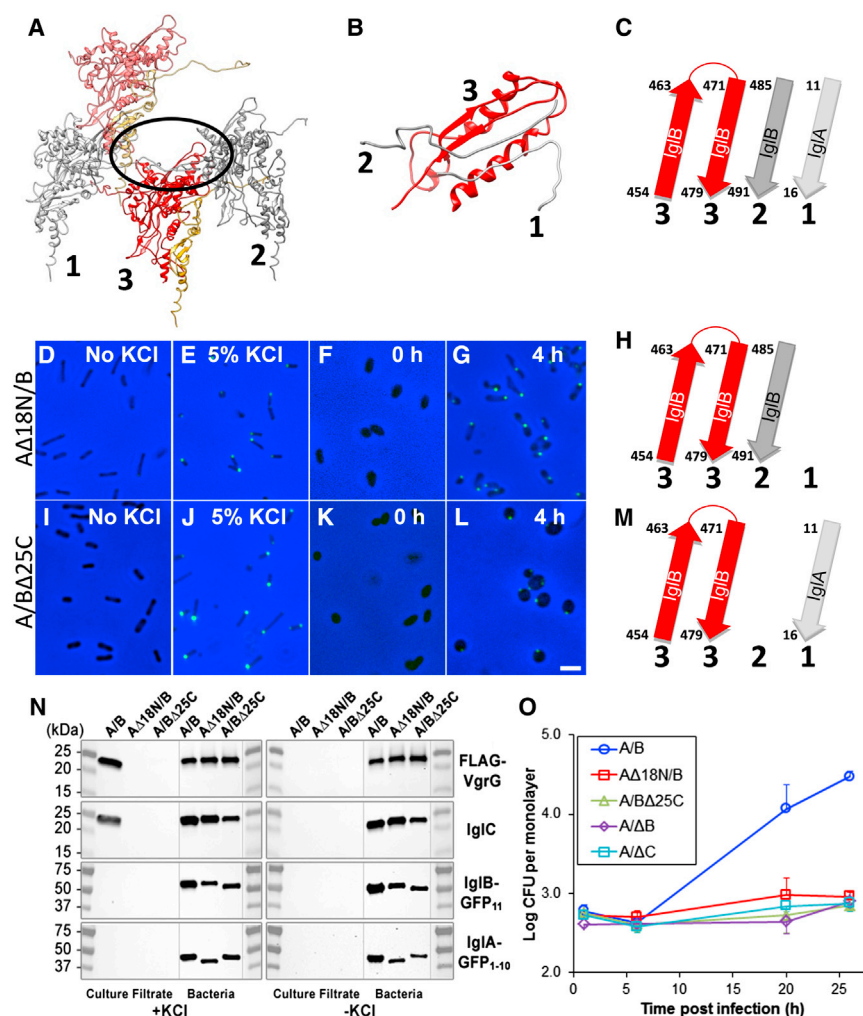 A
1
3
2
B
3
2
1
C
463
471
485
11
IglB
IglB
IglB
IglA
454
479
491
16
3 3 2 1
AΔ18N/B
D No KCl
E 5% KCl
F 0 h
G 4 h
H
463
471
485
IglB
IglB
IglB
454
479
491
3 3 2 1
A/BΔ25C
I No KCl
J 5% KCl
K 0 h
L 4 h
M
463
471
11
IglB
IglB
IglA
454
479
16
3 3 2 1
N
(kDa)
A/B
AΔ18N/B
A/BΔ25C
A/B
AΔ18N/B
A/BΔ25C
A/B
AΔ18N/B
A/BΔ25C
A/B
AΔ18N/B
A/BΔ25C
25
20
15
FLAG-
VgrG
25
20
15
IglC
75
50
37
IglB-
GFP11
75
50
37
IglA-
GFP1-10
Culture Filtrate Bacteria
+KCl
Culture Filtrate Bacteria
-KCl
O
Log CFU per monolayer
5.0
4.0
3.0
2.0
A/B
AΔ18N/B
A/BΔ25C
A/ΔB
A/ΔC
0 5 10 15 20 25
Time post infection (h)